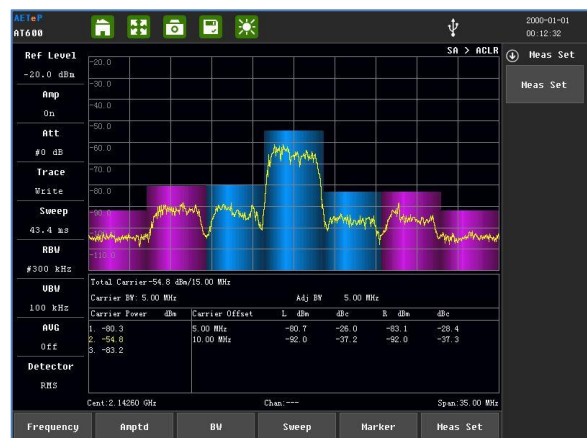 AETeP
AT600
2000-01-01
00:12:32
SA > ACLR
Ref Level
-20.0 dBm
Amp
On
Att
#0 dB
Trace
Write
Sweep
43.4 ms
RBW
#300 kHz
VBW
100 kHz
AVG
Off
Detector
RMS
-20.0
-30.0
-40.0
-50.0
-60.0
-70.0
-80.0
-90.0
-110.0
Meas Set
Meas Set
Total Carrier-54.8 dBm/15.00 MHz
Carrier BW: 5.00 MHz Adj BW 5.00 MHz
Carrier Power dBm Carrier Offset L dBm dBc R dBm dBc
1. -80.3 5.00 MHz -80.7 -26.0 -83.1 -28.4
2. -54.8 10.00 MHz -92.0 -37.2 -92.0 -37.3
3. -83.2
Cent:2.14260 GHz Chan:--- Span:35.00 MHz
Frequency Amptd BW Sweep Marker Meas Set